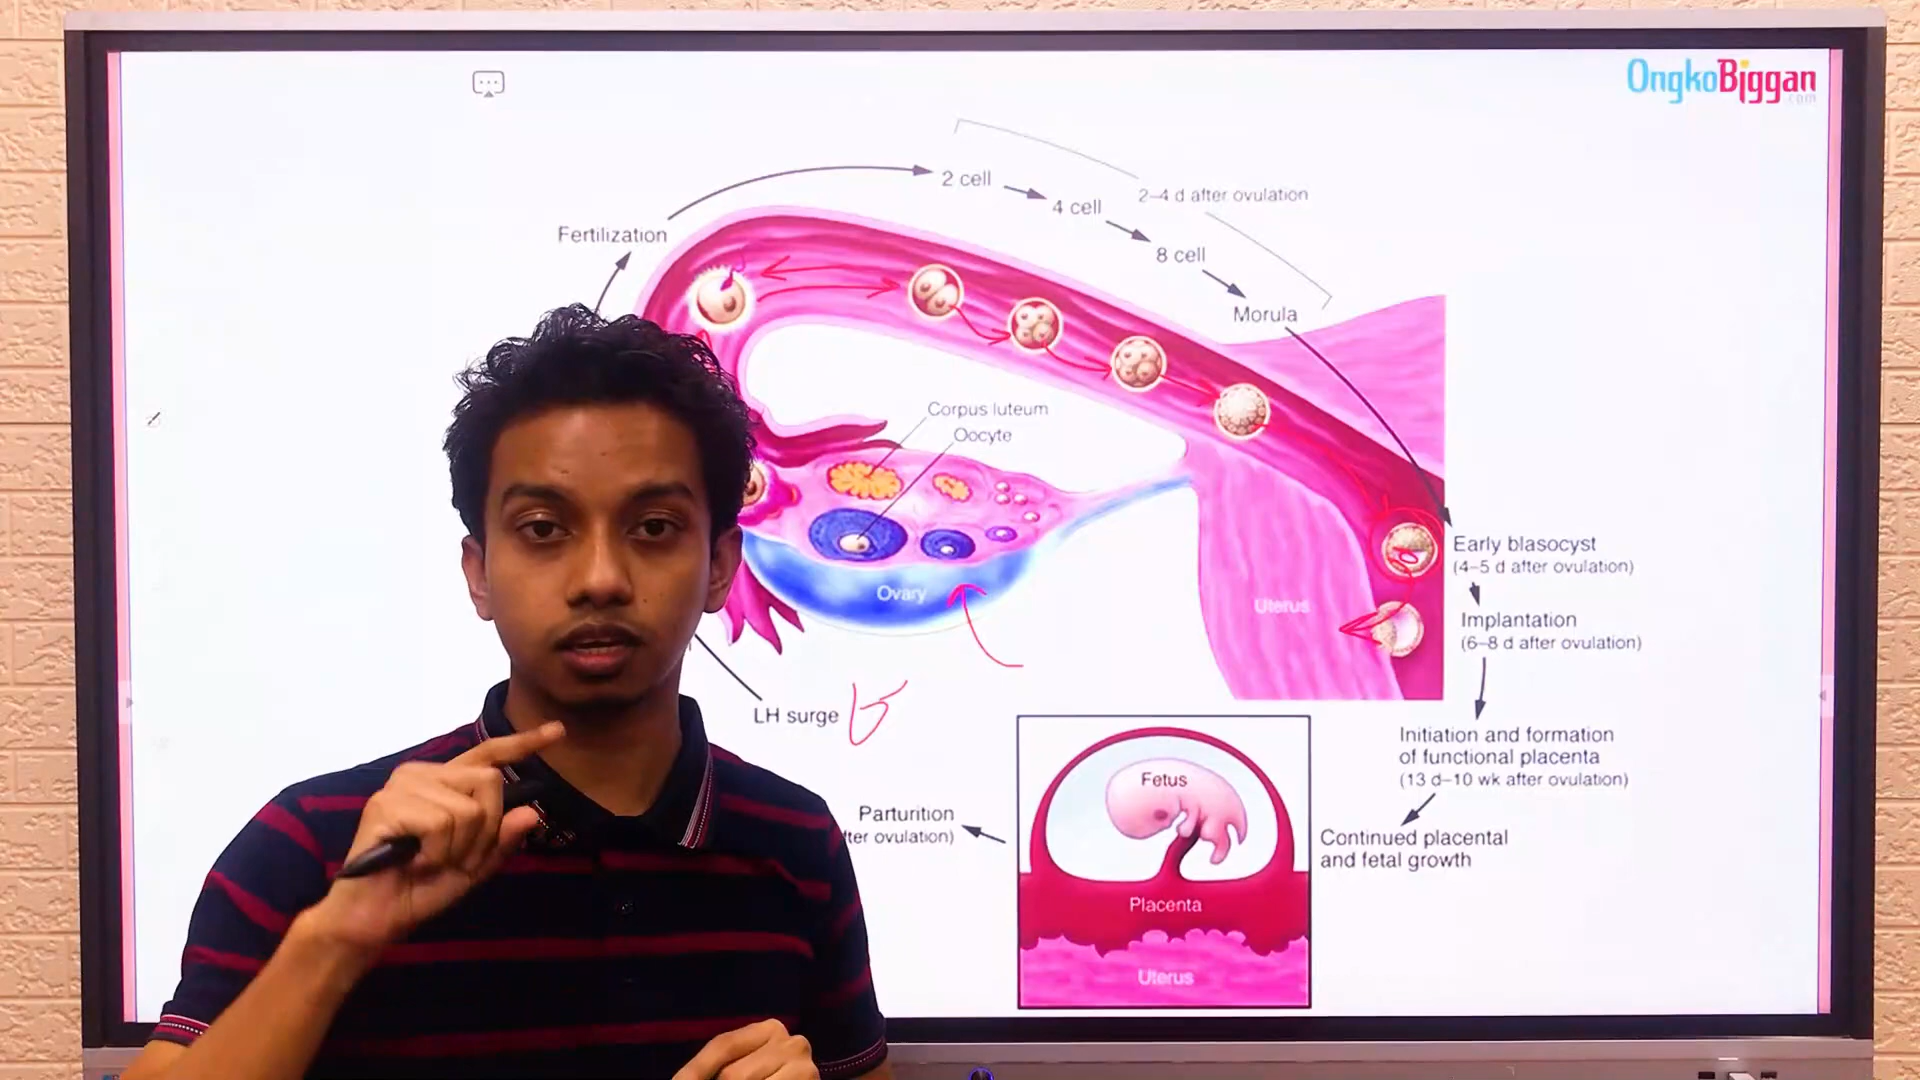 OngkoBiggan
.com
2 cell
2–4 d after ovulation
4 cell
Fertilization
8 cell
Morula
Corpus luteum
Oocyte
Early blasocyst
(4–5 d after ovulation)
Ovary
Uterus
Implantation
(6–8 d after ovulation)
LH surge
Initiation and formation
of functional placenta
(13 d–10 wk after ovulation)
Fetus
Parturition
ter ovulation)
Continued placental
and fetal growth
Placenta
Uterus